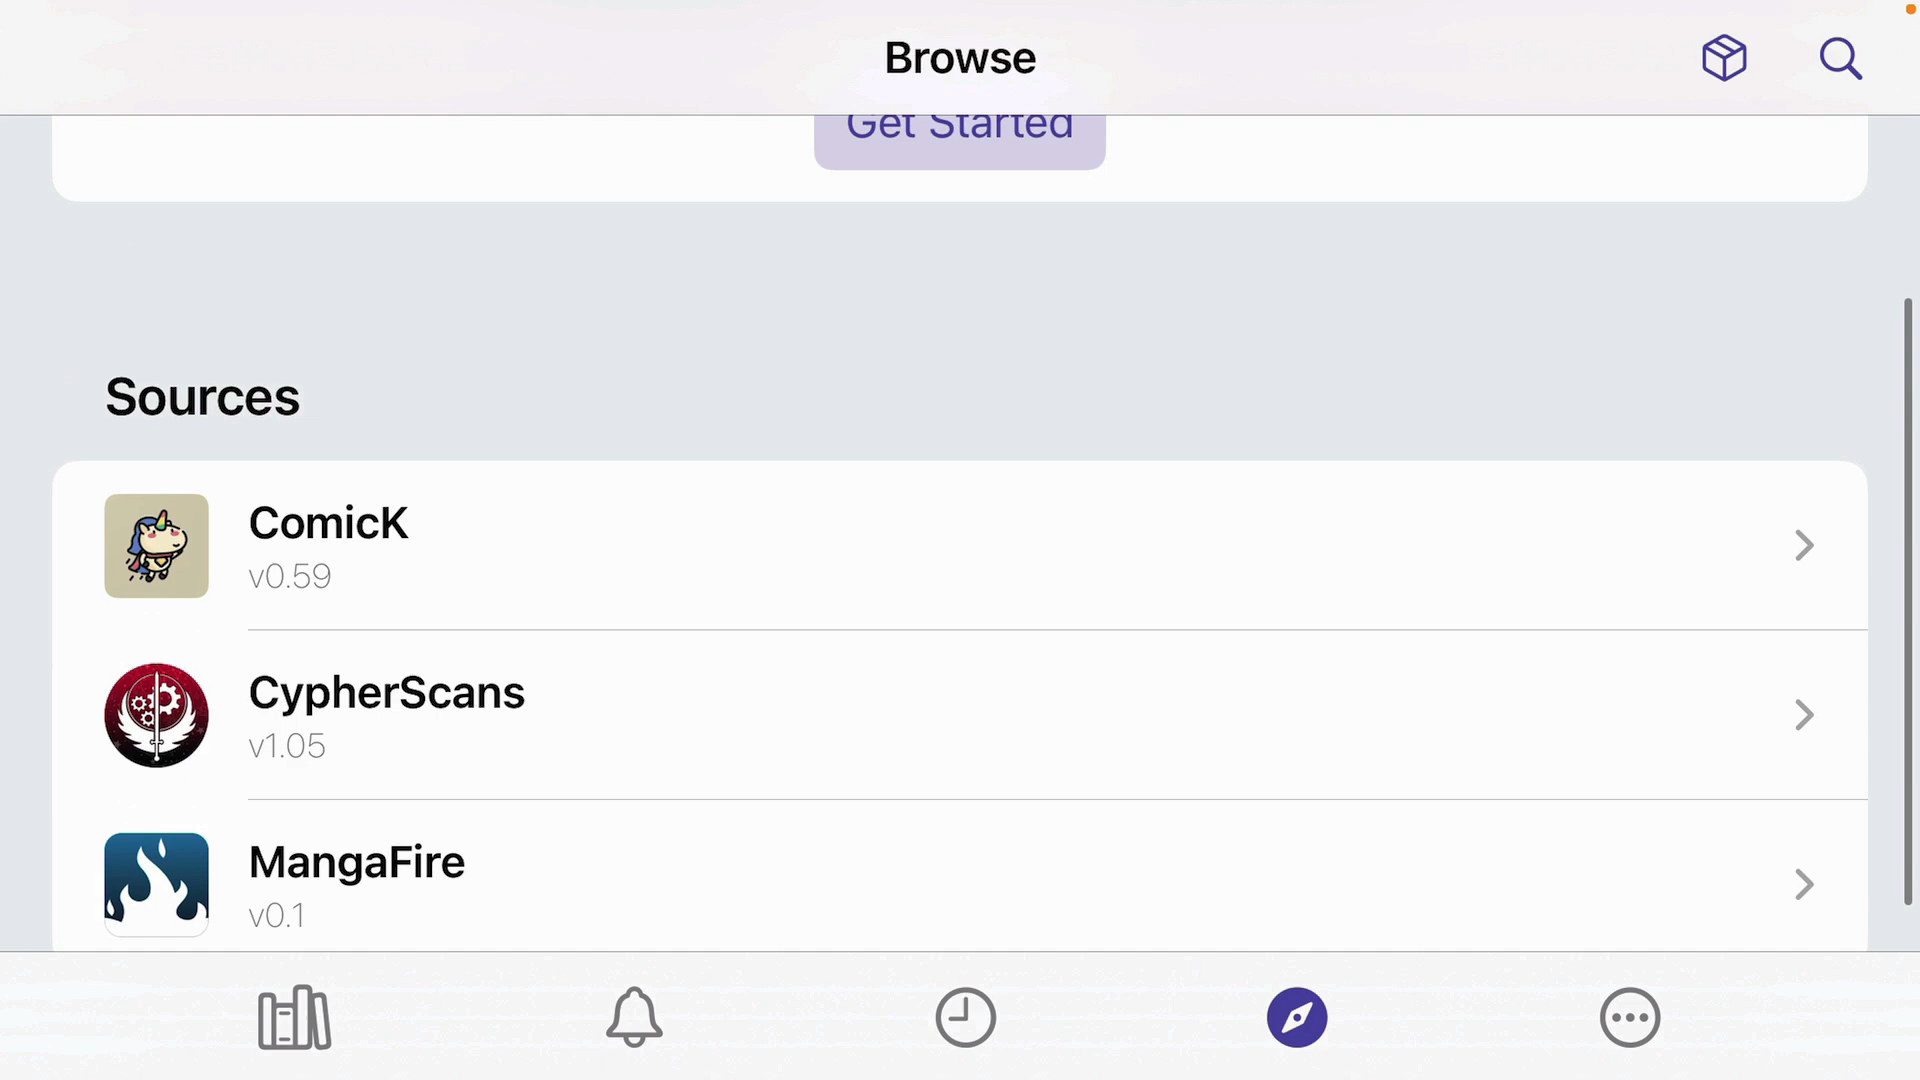 Browse
Get Started
Sources
ComicK
v0.59
CypherScans
v1.05
MangaFire
v0.1